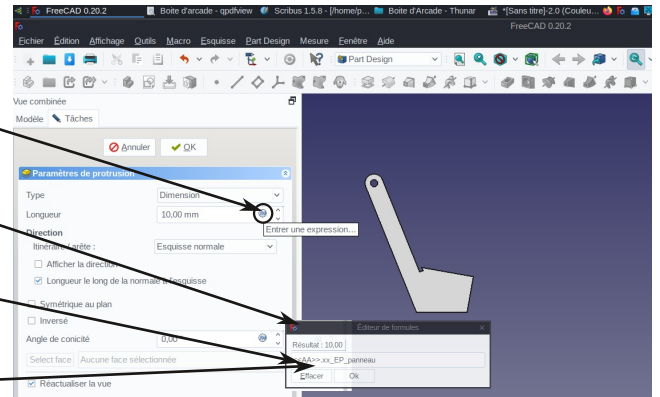 FreeCAD 0.20.2 Boite d'arcade - qpdfview Scribus 1.5.8 - [/home/p... Boite d'Arcade - Thunar *[Sans titre]-2.0 (Couleu...
FreeCAD 0.20.2
Fichier Édition Affichage Outils Macro Esquisse Part Design Mesure Fenêtre Aide
Part Design
Vue combinée
Modèle Tâches
Annuler OK
Paramètres de protrusion
Type Dimension
Longueur 10,00 mm
Entrer une expression...
Direction
Itinéraire / arête : Esquisse normale
Afficher la direction
Longueur le long de la normale à l'esquisse
Symétrique au plan
Inversé
Éditeur de formules
Angle de conicité 0,00
Résultat : 10,00
Select face Aucune face sélectionnée
<<AA>>.xx_EP_panneau
Effacer Ok
Réactualiser la vue